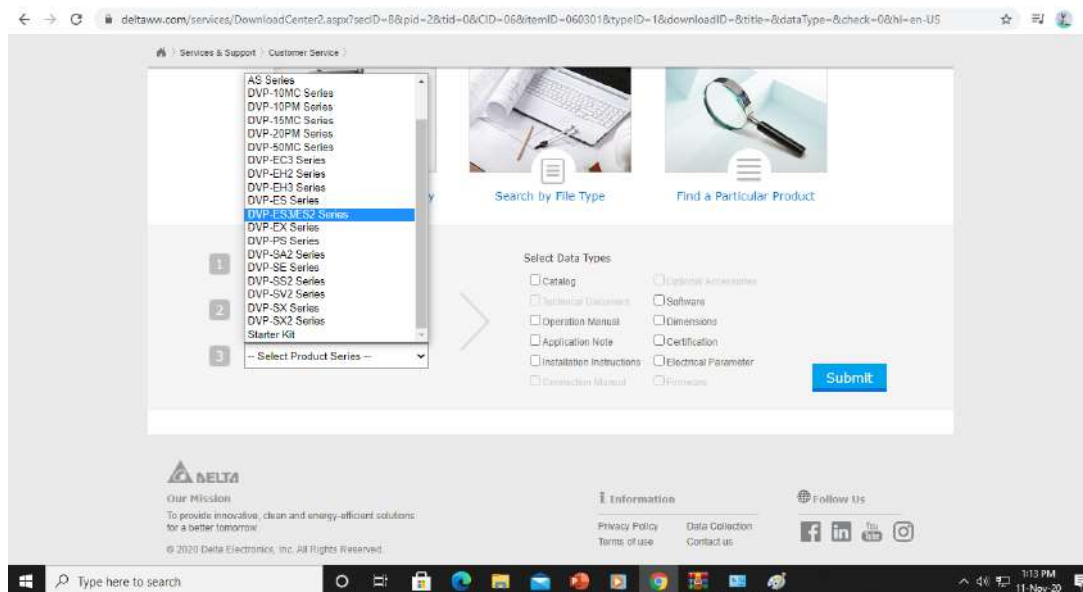 deltaww.com/services/DownloadCenter2.aspx?secID=8&pid=2&tid=0&CID=06&itemID=060301&typeID=1&downloadID=&title=&dataType=&check=0&hl=en-US
Services & Support Customer Service
AS Series
DVP-10MC Series
DVP-10PM Series
DVP-15MC Series
DVP-20PM Series
DVP-50MC Series
DVP-EC3 Series
DVP-EH2 Series
DVP-EH3 Series
DVP-ES Series
DVP-ES3/ES2 Series
DVP-EX Series
DVP-PS Series
DVP-SA2 Series
DVP-SE Series
DVP-SS2 Series
DVP-SV2 Series
DVP-SX Series
DVP-SX2 Series
Starter Kit
-- Select Product Series --
1
2
3
y
Search by File Type
Find a Particular Product
Select Data Types
Catalog Optional Accessories
Technical Document Software
Operation Manual Dimensions
Application Note Certification
Installation Instructions Electrical Parameter
Connection Manual Firmware
Submit
DELTA
Our Mission
To provide innovative, clean and energy-efficient solutions
for a better tomorrow
© 2020 Delta Electronics, Inc. All Rights Reserved.
Information
Privacy Policy Data Collection
Terms of use Contact us
Follow Us
You Tube
Type here to search
1:13 PM
11-Nov-20